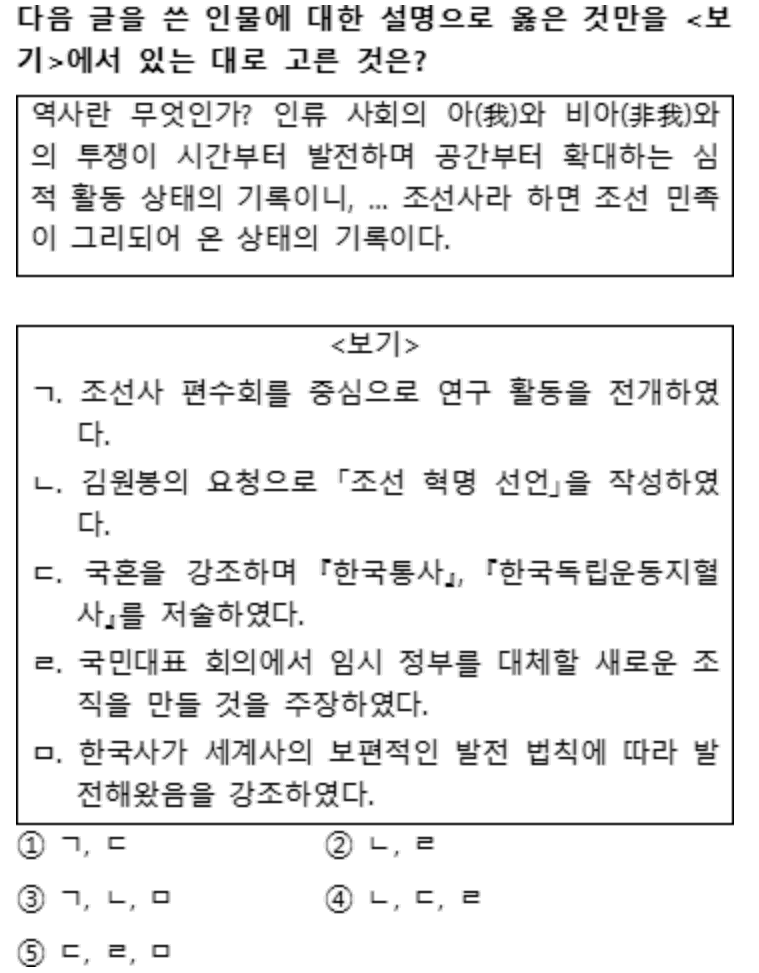 다음 글을 쓴 인물에 대한 설명으로 옳은 것만을 <보
기>에서 있는 대로 고른 것은?
역사란 무엇인가? 인류 사회의 아(我)와 비아(非我)와
의 투쟁이 시간부터 발전하며 공간부터 확대하는 심
적 활동 상태의 기록이니, ... 조선사라 하면 조선 민족
이 그리되어 온 상태의 기록이다.
<보기>
ㄱ. 조선사 편수회를 중심으로 연구 활동을 전개하였
다.
ㄴ. 김원봉의 요청으로 「조선 혁명 선언」을 작성하였
다.
ㄷ. 국혼을 강조하며 『한국통사』, 『한국독립운동지혈
사』를 저술하였다.
ㄹ. 국민대표 회의에서 임시 정부를 대체할 새로운 조
직을 만들 것을 주장하였다.
ㅁ. 한국사가 세계사의 보편적인 발전 법칙에 따라 발
전해왔음을 강조하였다.
① ㄱ, ㄷ ② ㄴ, ㄹ
③ ㄱ, ㄴ, ㅁ ④ ㄴ, ㄷ, ㄹ
⑤ ㄷ, ㄹ, ㅁ